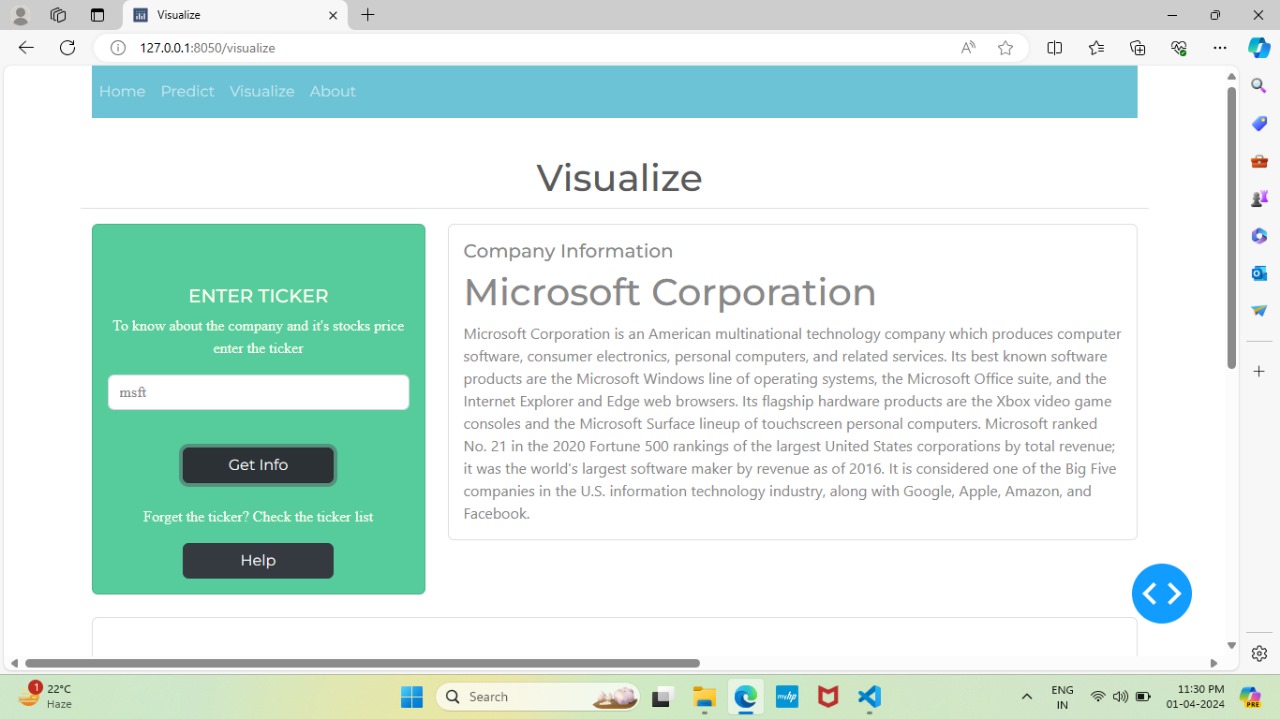 Visualize
127.0.0.1:8050/visualize
Home Predict Visualize About
Visualize
ENTER TICKER
To know about the company and it's stocks price
enter the ticker
msft
Get Info
Forget the ticker? Check the ticker list
Help
Company Information
Microsoft Corporation
Microsoft Corporation is an American multinational technology company which produces computer
software, consumer electronics, personal computers, and related services. Its best known software
products are the Microsoft Windows line of operating systems, the Microsoft Office suite, and the
Internet Explorer and Edge web browsers. Its flagship hardware products are the Xbox video game
consoles and the Microsoft Surface lineup of touchscreen personal computers. Microsoft ranked
No. 21 in the 2020 Fortune 500 rankings of the largest United States corporations by total revenue;
it was the world's largest software maker by revenue as of 2016. It is considered one of the Big Five
companies in the U.S. information technology industry, along with Google, Apple, Amazon, and
Facebook.
1
22°C
Haze
Search
myhp
ENG
IN
11:30 PM
01-04-2024
PRE